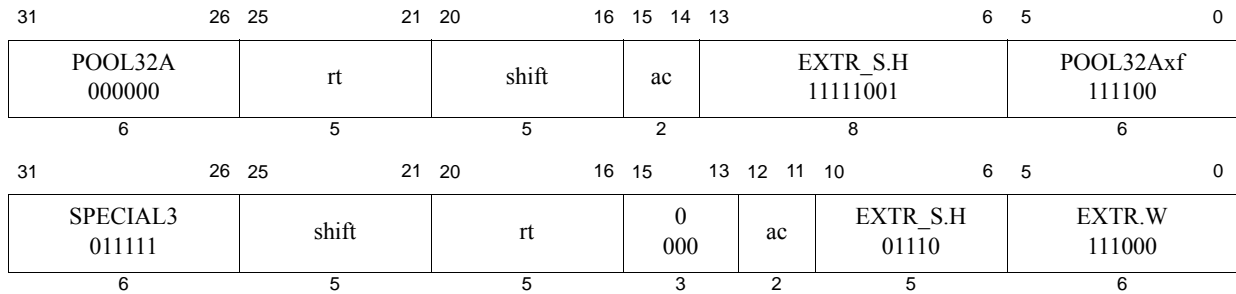 31 26 25 21 20 16 15 14 13 6 5 0
POOL32A rt shift ac EXTR_S.H POOL32Axf
000000 11111001 111100
6 5 5 2 8 6
31 26 25 21 20 16 15 13 12 11 10 6 5 0
SPECIAL3 shift rt 0 ac EXTR_S.H EXTR.W
011111 000 01110 111000
6 5 5 3 2 5 6